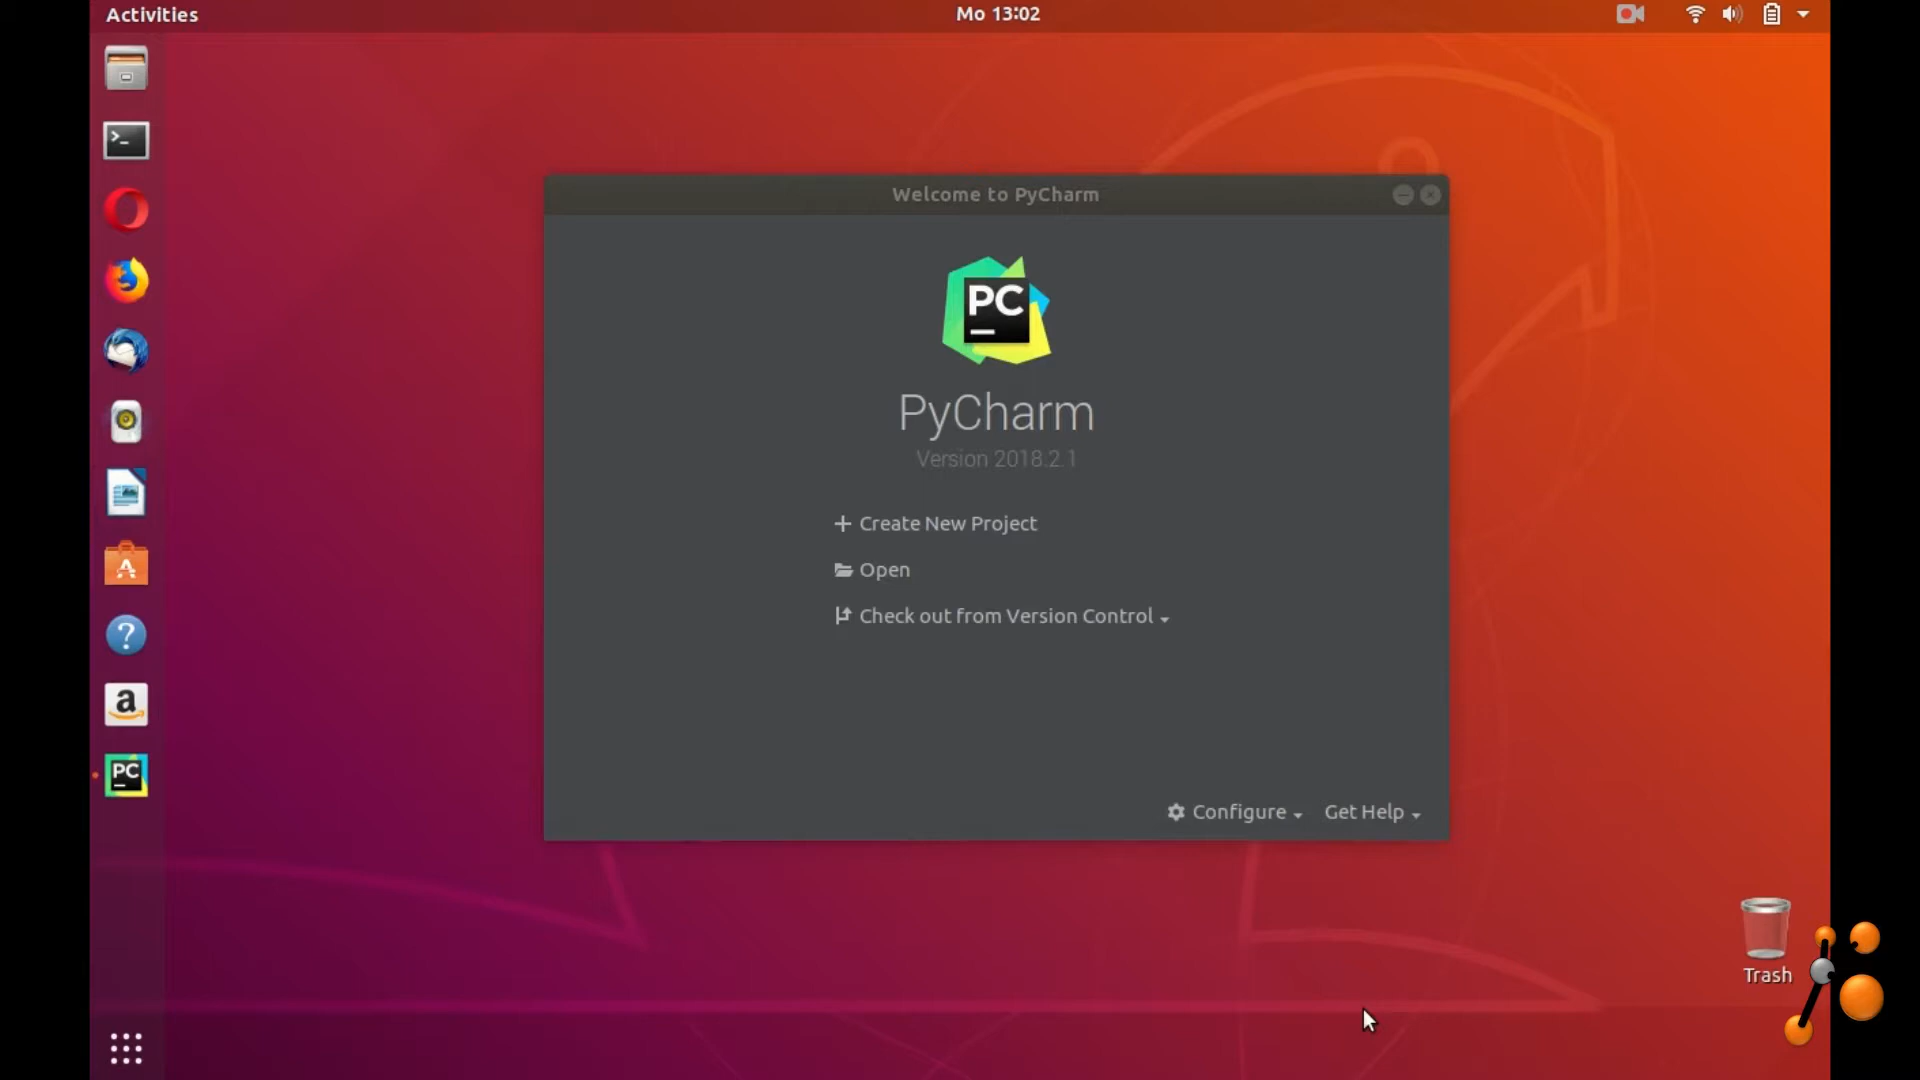 Activities
Mo 13:02
Welcome to PyCharm
PC
PyCharm
Version 2018.2.1
Create New Project
Open
Check out from Version Control
Configure
Get Help
>_
A
?
a
PC
Trash